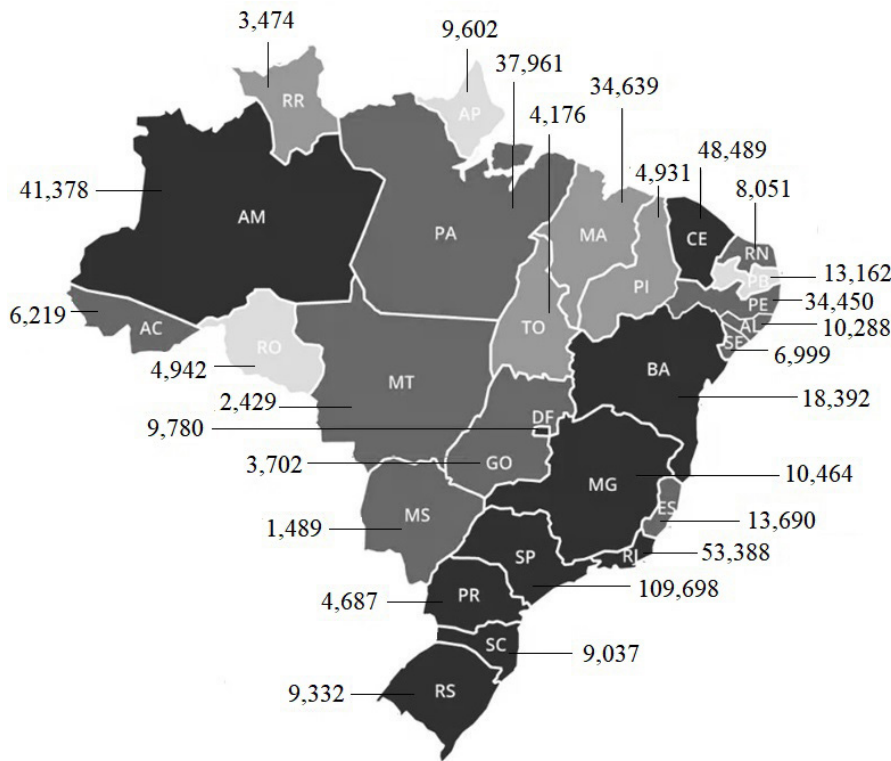 3,474
9,602
37,961
34,639
4,176
48,489
4,931
8,051
RR
AP
41,378
AM
PA
MA
CE
RN
PI
PB
13,162
PE
34,450
6,219
AC
RO
TO
AL
10,288
SE
6,999
4,942
MT
BA
2,429
18,392
DF
9,780
3,702
GO
MG
10,464
MS
ES
1,489
13,690
SP
RJ
53,388
109,698
4,687
PR
SC
9,037
9,332
RS